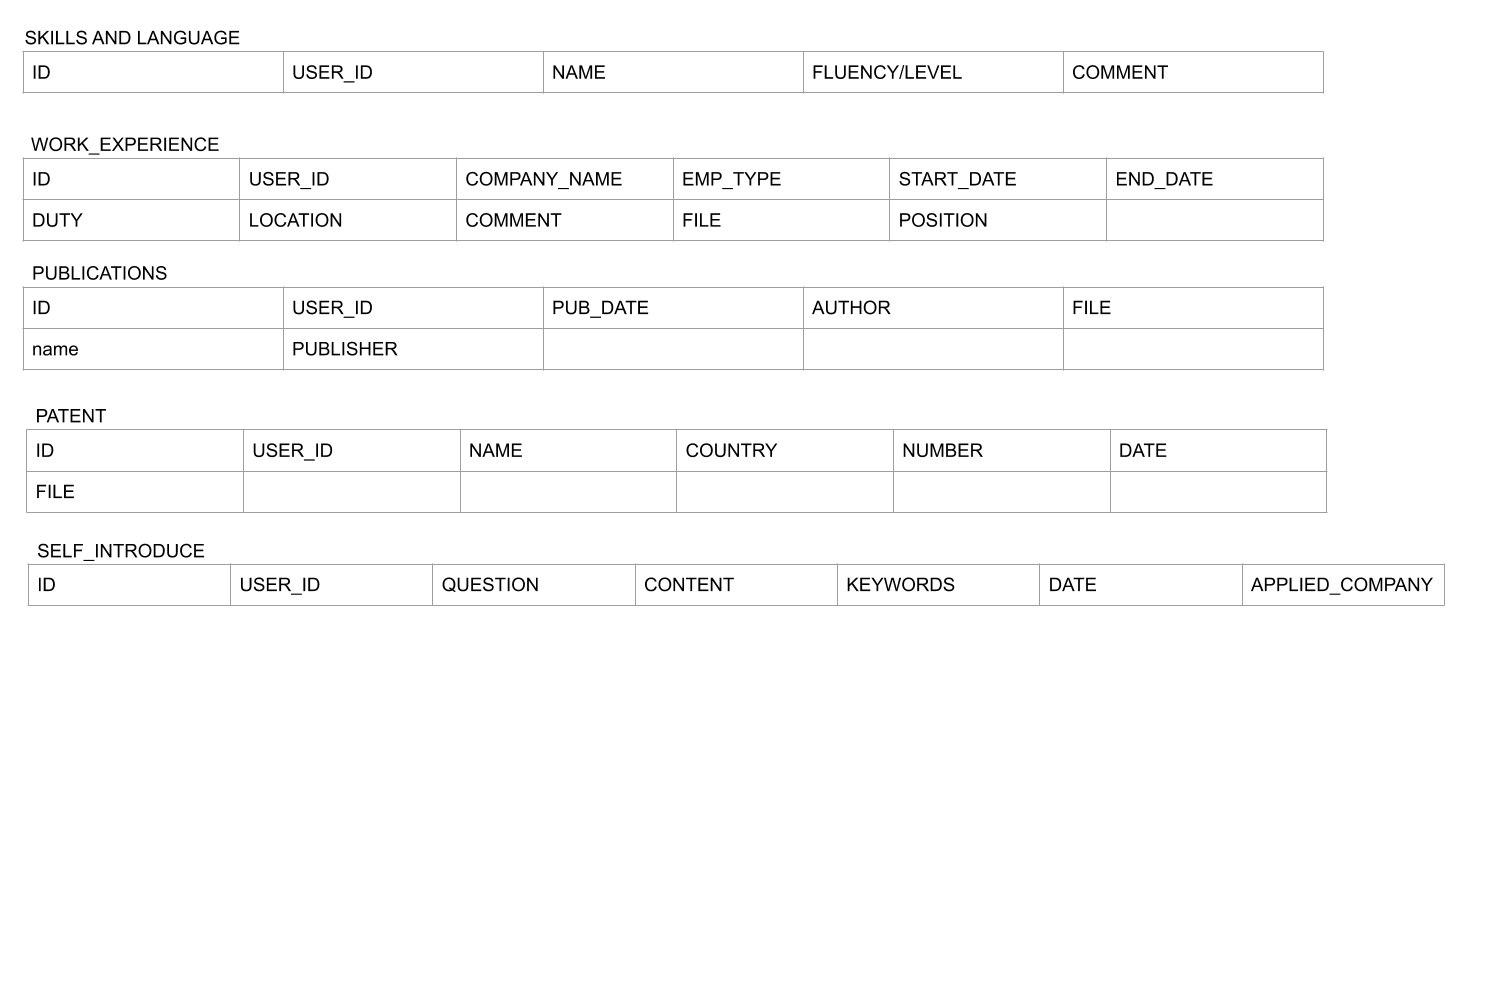 SKILLS AND LANGUAGE
ID USER_ID NAME FLUENCY/LEVEL COMMENT
WORK_EXPERIENCE
ID USER_ID COMPANY_NAME EMP_TYPE START_DATE END_DATE
DUTY LOCATION COMMENT FILE POSITION
PUBLICATIONS
ID USER_ID PUB_DATE AUTHOR FILE
name PUBLISHER
PATENT
ID USER_ID NAME COUNTRY NUMBER DATE
FILE
SELF_INTRODUCE
ID USER_ID QUESTION CONTENT KEYWORDS DATE APPLIED_COMPANY